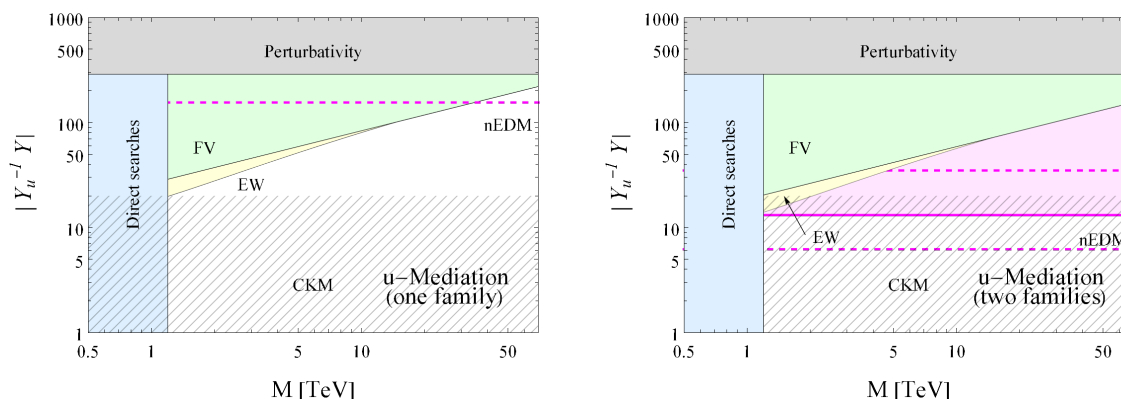 1000
500
100
50
10
5
1
| Y_u^{-1} Y |
Perturbativity
Direct searches
FV
EW
nEDM
CKM
u−Mediation
(one family)
0.5 1 5 10 50
M [TeV]
1000
500
100
50
10
5
1
| Y_u^{-1} Y |
Perturbativity
Direct searches
FV
EW
nEDM
CKM
u−Mediation
(two families)
0.5 1 5 10 50
M [TeV]